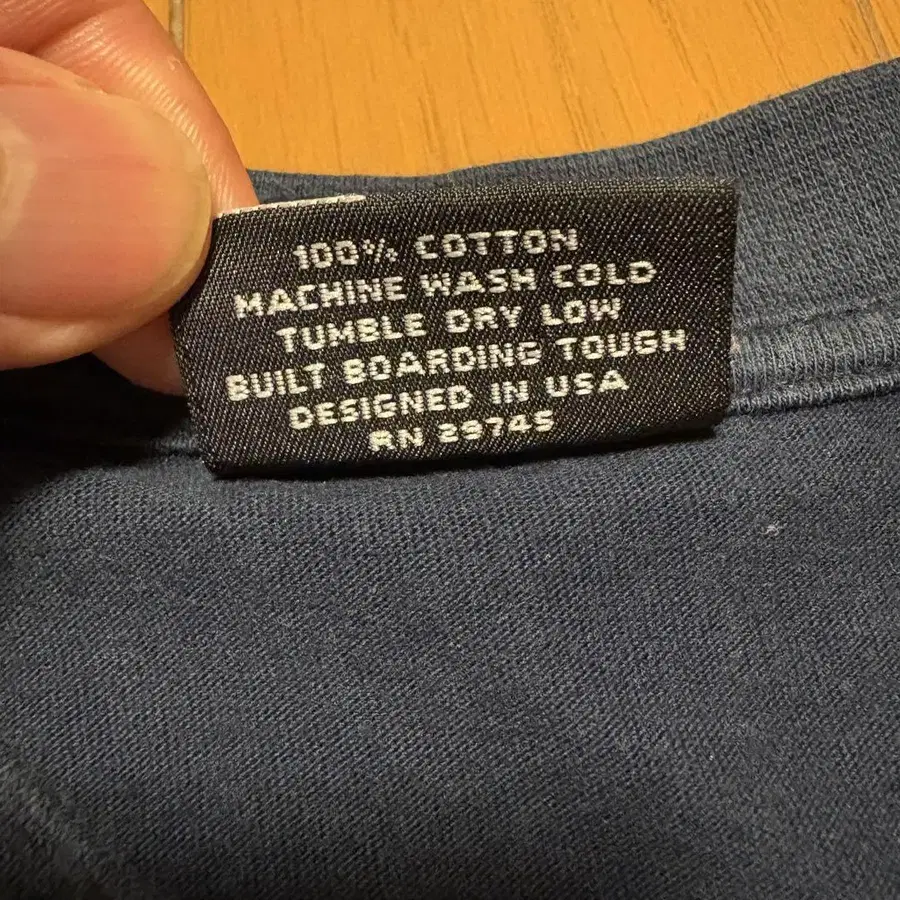 100% COTTON
MACHINE WASH COLD
TUMBLE DRY LOW
BUILT BOARDING TOUGH
DESIGNED IN USA
RN 29745